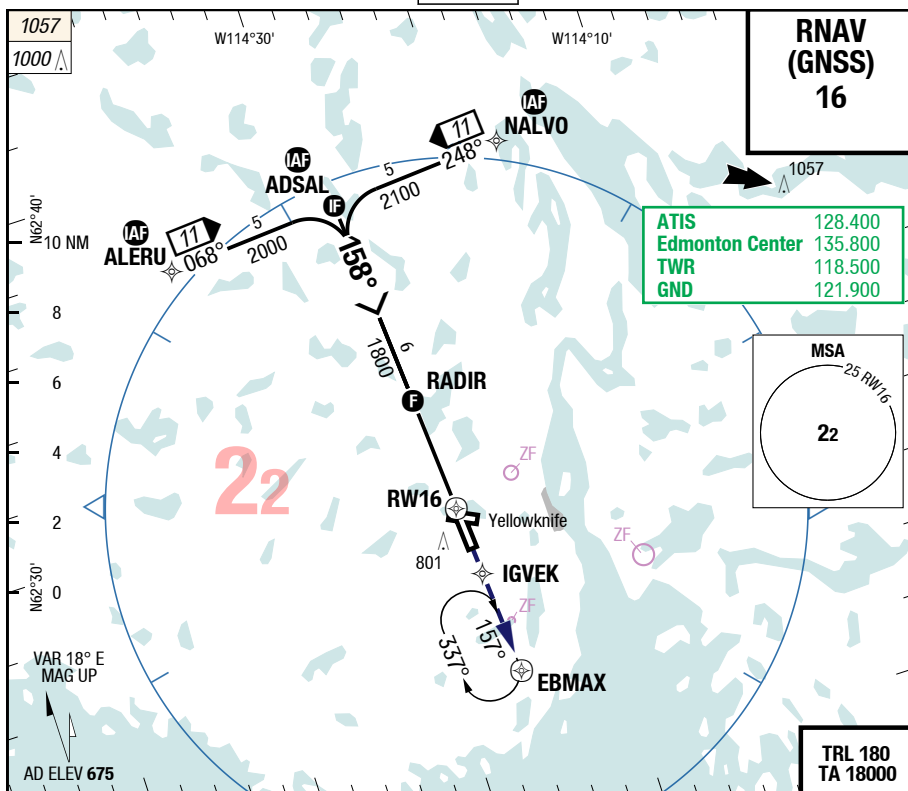 1057
1000
W114°30'
W114°10'
RNAV
(GNSS)
16
IAF
NALVO
11
248°
5
2100
IAF
ADSAL
IF
1057
N62°40'
IAF
ALERU
11
068°
5
2000
10 NM
158°
ATIS 128.400
Edmonton Center 135.800
TWR 118.500
GND 121.900
8
6
1800
MSA
25 RW16
22
6
RADIR
F
4
22
ZF
RW16
Yellowknife
2
801
ZF
IGVEK
N62°30'
0
ZF
157°
337°
EBMAX
VAR 18° E
MAG UP
AD ELEV 675
TRL 180
TA 18000